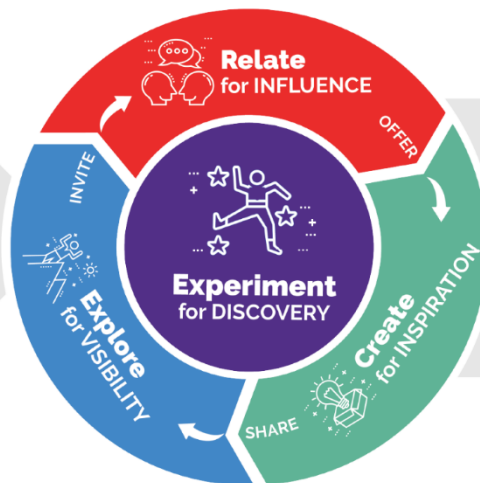 Relate
for INFLUENCE
OFFER
Create
for INSPIRATION
SHARE
Explore
for VISIBILITY
INVITE
Experiment
for DISCOVERY